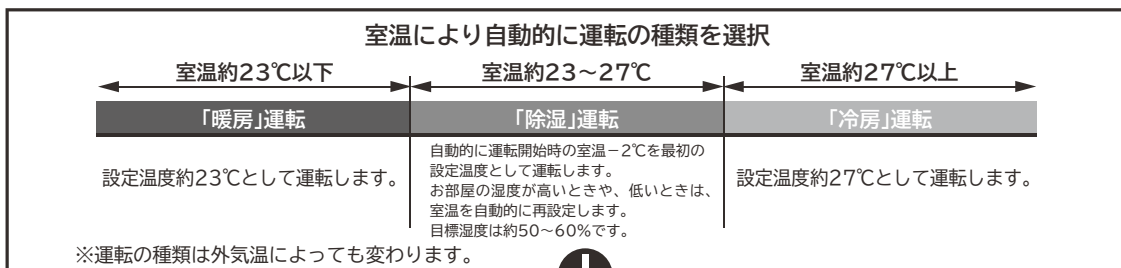 室温により自動的に運転の種類を選択
室温約23℃以下
室温約23～27℃
室温約27℃以上
「暖房」運転
「除湿」運転
「冷房」運転
設定温度約23℃として運転します。
自動的に運転開始時の室温－2℃を最初の
設定温度として運転します。
お部屋の湿度が高いときや、低いときは、
室温を自動的に再設定します。
目標湿度は約50～60%です。
設定温度約27℃として運転します。
※運転の種類は外気温によっても変わります。